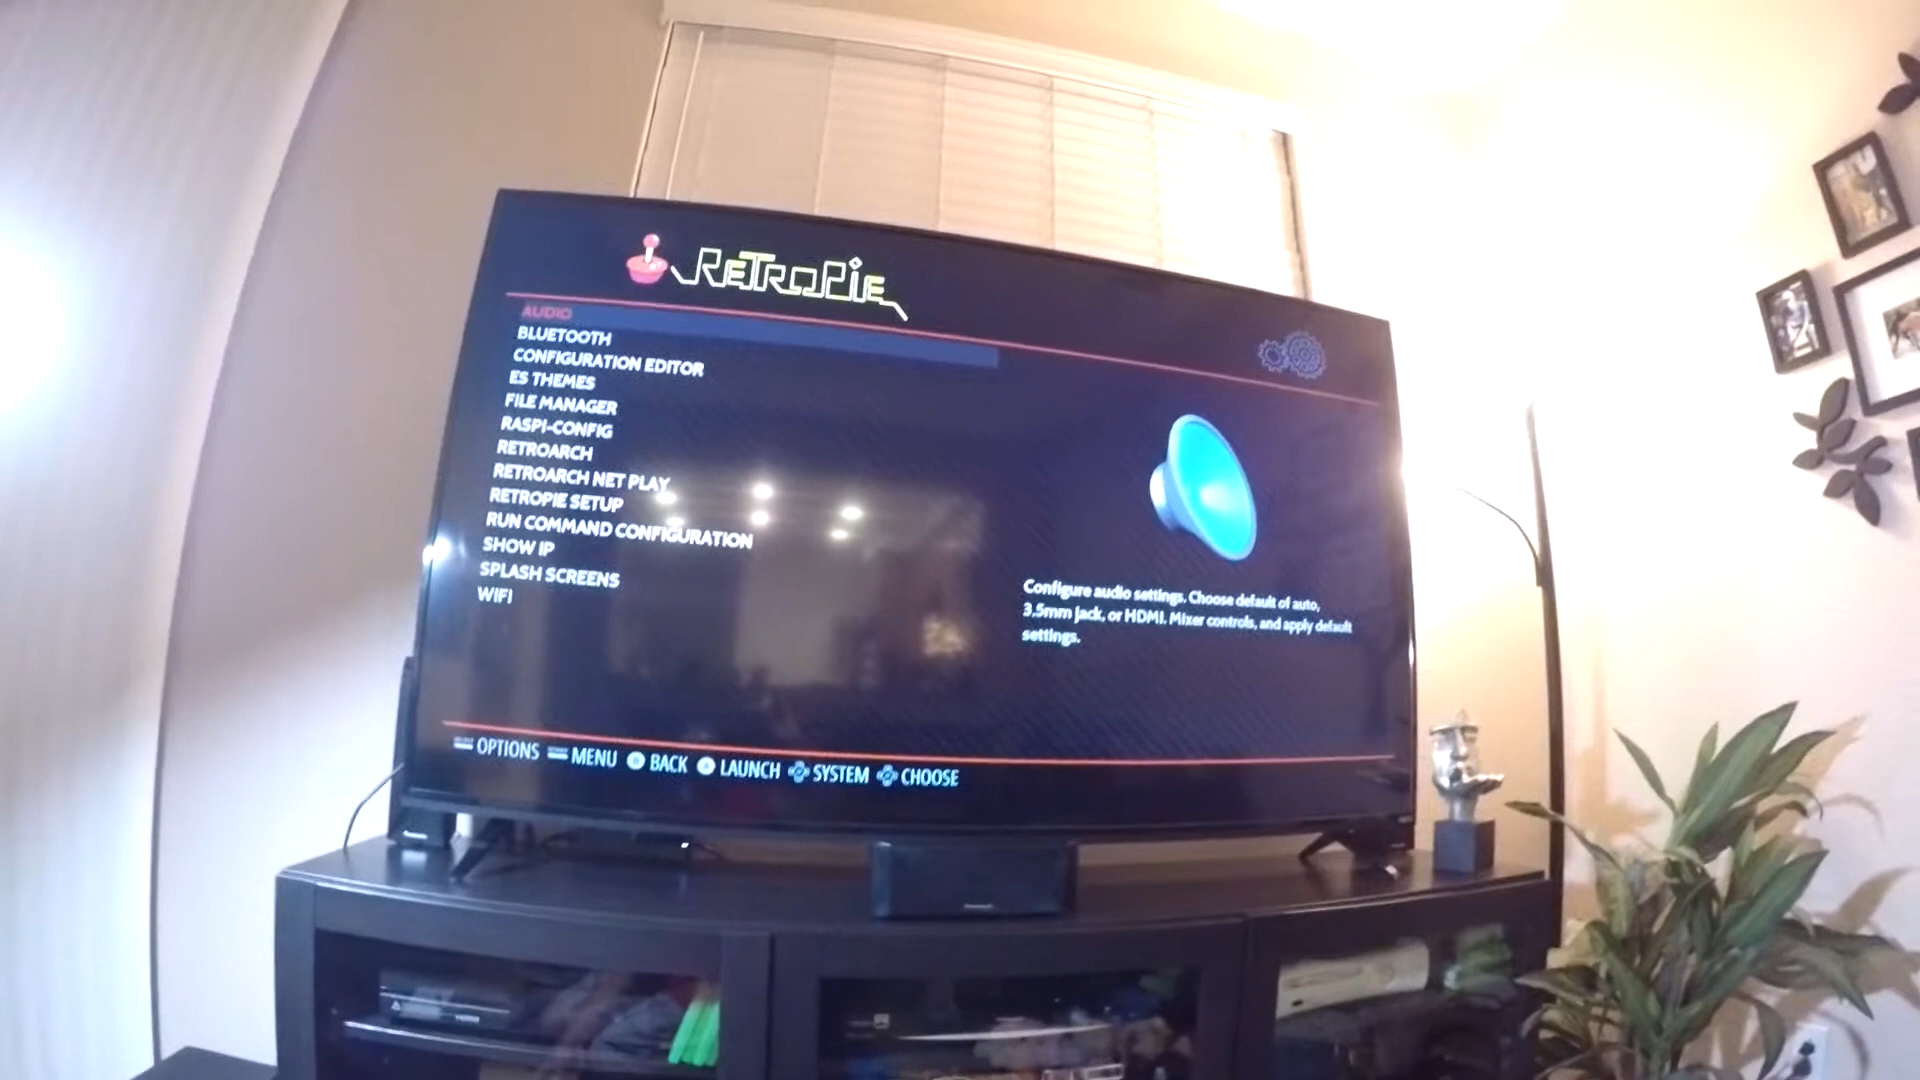 RETROPIE
AUDIO
BLUETOOTH
CONFIGURATION EDITOR
ES THEMES
FILE MANAGER
RASPI-CONFIG
RETROARCH
RETROARCH NET PLAY
RETROPIE SETUP
RUN COMMAND CONFIGURATION
SHOW IP
SPLASH SCREENS
WIFI
Configure audio settings. Choose default of auto,
3.5mm jack, or HDMI. Mixer controls, and apply default
settings.
OPTIONS MENU BACK LAUNCH SYSTEM CHOOSE